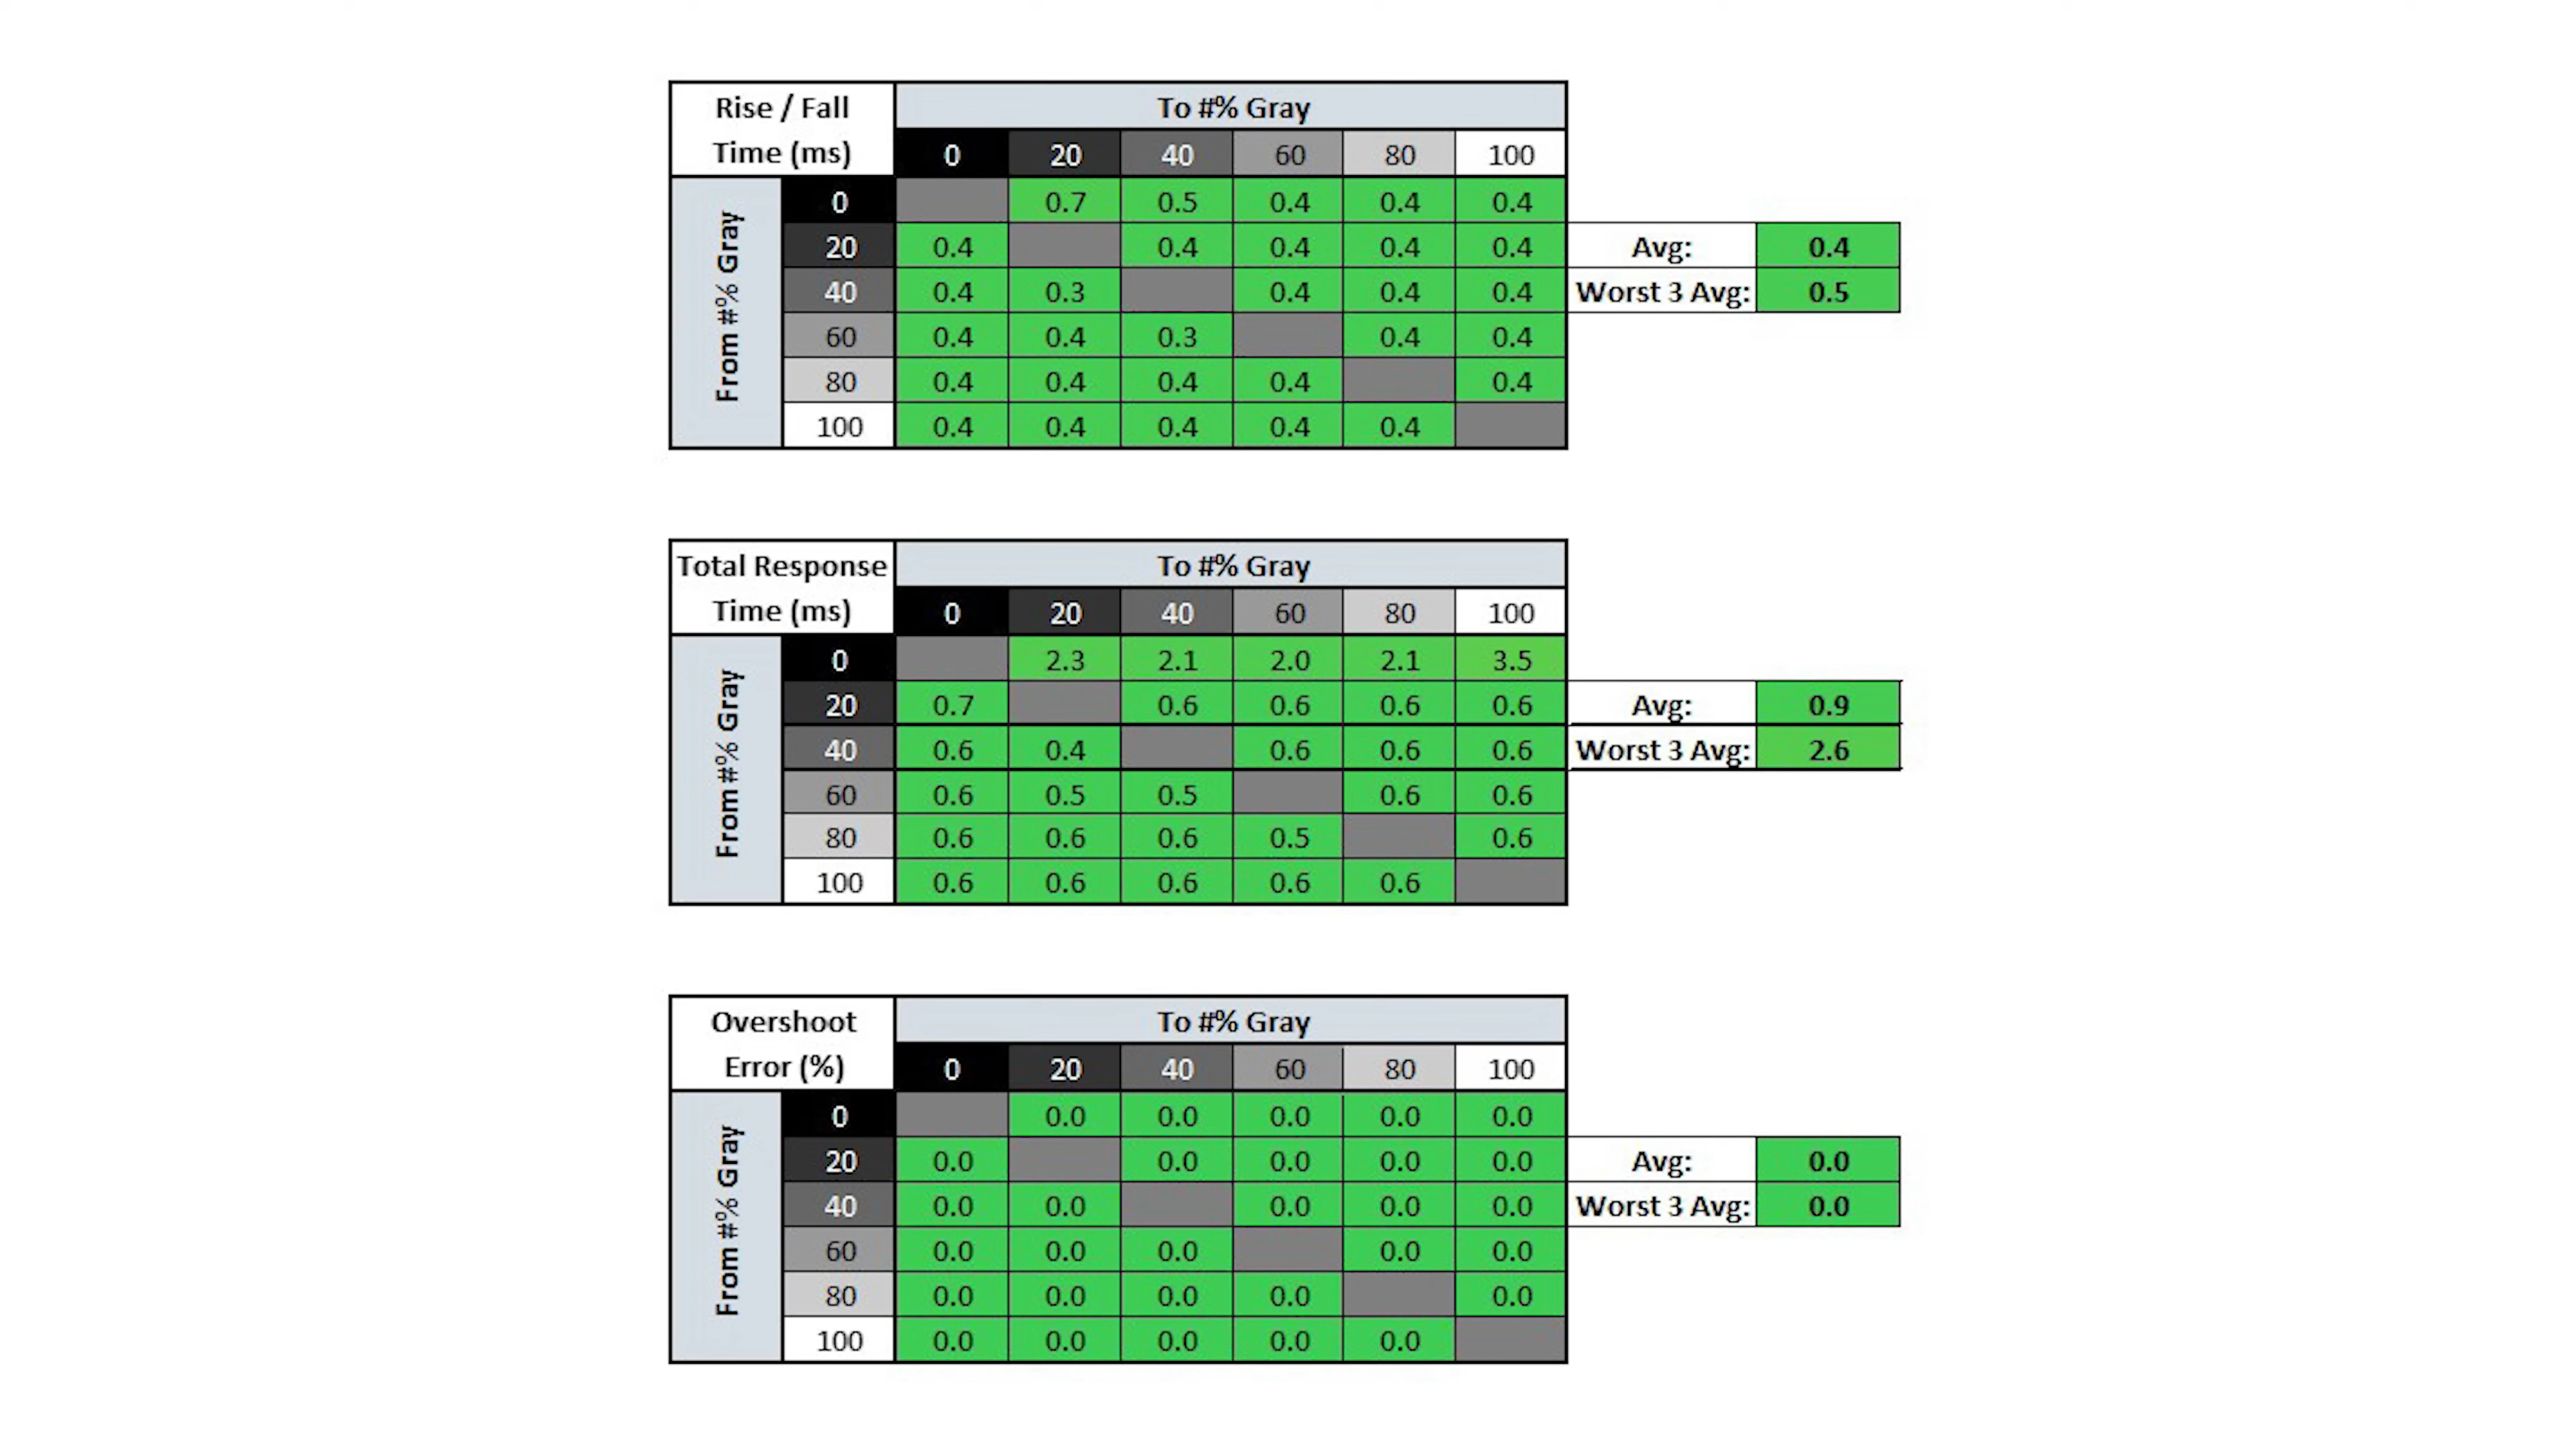 Rise / Fall
Time (ms)
To #% Gray
0 20 40 60 80 100
From #% Gray
0 0.7 0.5 0.4 0.4 0.4
20 0.4 0.4 0.4 0.4 0.4
Avg: 0.4
40 0.4 0.3 0.4 0.4 0.4
Worst 3 Avg: 0.5
60 0.4 0.4 0.3 0.4 0.4
80 0.4 0.4 0.4 0.4 0.4
100 0.4 0.4 0.4 0.4 0.4
Total Response
Time (ms)
To #% Gray
0 20 40 60 80 100
From #% Gray
0 2.3 2.1 2.0 2.1 3.5
20 0.7 0.6 0.6 0.6 0.6
Avg: 0.9
40 0.6 0.4 0.6 0.6 0.6
Worst 3 Avg: 2.6
60 0.6 0.5 0.5 0.6 0.6
80 0.6 0.6 0.6 0.5 0.6
100 0.6 0.6 0.6 0.6 0.6
Overshoot
Error (%)
To #% Gray
0 20 40 60 80 100
From #% Gray
0 0.0 0.0 0.0 0.0 0.0
20 0.0 0.0 0.0 0.0 0.0
Avg: 0.0
40 0.0 0.0 0.0 0.0 0.0
Worst 3 Avg: 0.0
60 0.0 0.0 0.0 0.0 0.0
80 0.0 0.0 0.0 0.0 0.0
100 0.0 0.0 0.0 0.0 0.0